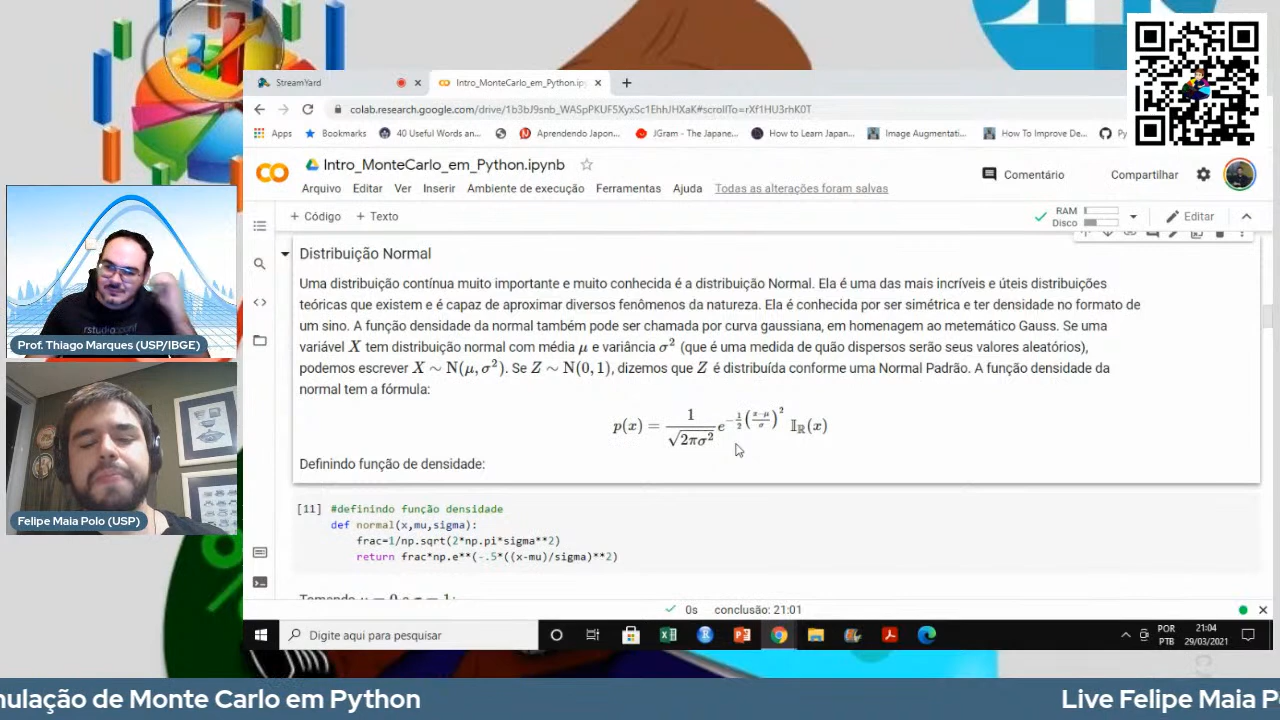 StreamYard
Intro_MonteCarlo_em_Python.ipy
colab.research.google.com/drive/1b3bJ9srhi_WASpPKUF5XyxSc1EhhJHXaK#scrollTo=rXf1HU3rhK0T
Apps
Bookmarks
40 Useful Words an...
Aprendendo Japon...
JGram - The Japane...
How to Learn Japan...
Image Augmentati...
How To Improve De...
Py
Intro_MonteCarlo_em_Python.ipynb
Comentário
Compartilhar
Arquivo Editar Ver Inserir Ambiente de execução Ferramentas Ajuda Todas as alterações foram salvas
+ Código + Texto
RAM
Disco
Editar
Distribuição Normal
Uma distribuição contínua muito importante e muito conhecida é a distribuição Normal. Ela é uma das mais incríveis e úteis distribuições
teóricas que existem e é capaz de aproximar diversos fenômenos da natureza. Ela é conhecida por ser simétrica e ter densidade no formato de
um sino. A função densidade da normal também pode ser chamada por curva gaussiana, em homenagem ao metemático Gauss. Se uma
variável X tem distribuição normal com média μ e variância σ² (que é uma medida de quão dispersos serão seus valores aleatórios),
podemos escrever X ∼ N(μ, σ²). Se Z ∼ N(0, 1), dizemos que Z é distribuída conforme uma Normal Padrão. A função densidade da
normal tem a fórmula:
p(x) = 1/√(2πσ²) e^(−1/2((x−μ)/σ)²) 𝕀ℝ(x)
Definindo função de densidade:
[11] #definindo função densidade
def normal(x,mu,sigma):
frac=1/np.sqrt(2*np.pi*sigma**2)
return frac*np.e**(-.5*((x-mu)/sigma)**2)
Tomando μ = 0 e σ = 1:
0s conclusão: 21:01
Digite aqui para pesquisar
POR
PTB
21:04
29/03/2021
rstudio::conf
Prof. Thiago Marques (USP/IBGE)
Felipe Maia Polo (USP)
mulação de Monte Carlo em Python
Live Felipe Maia P